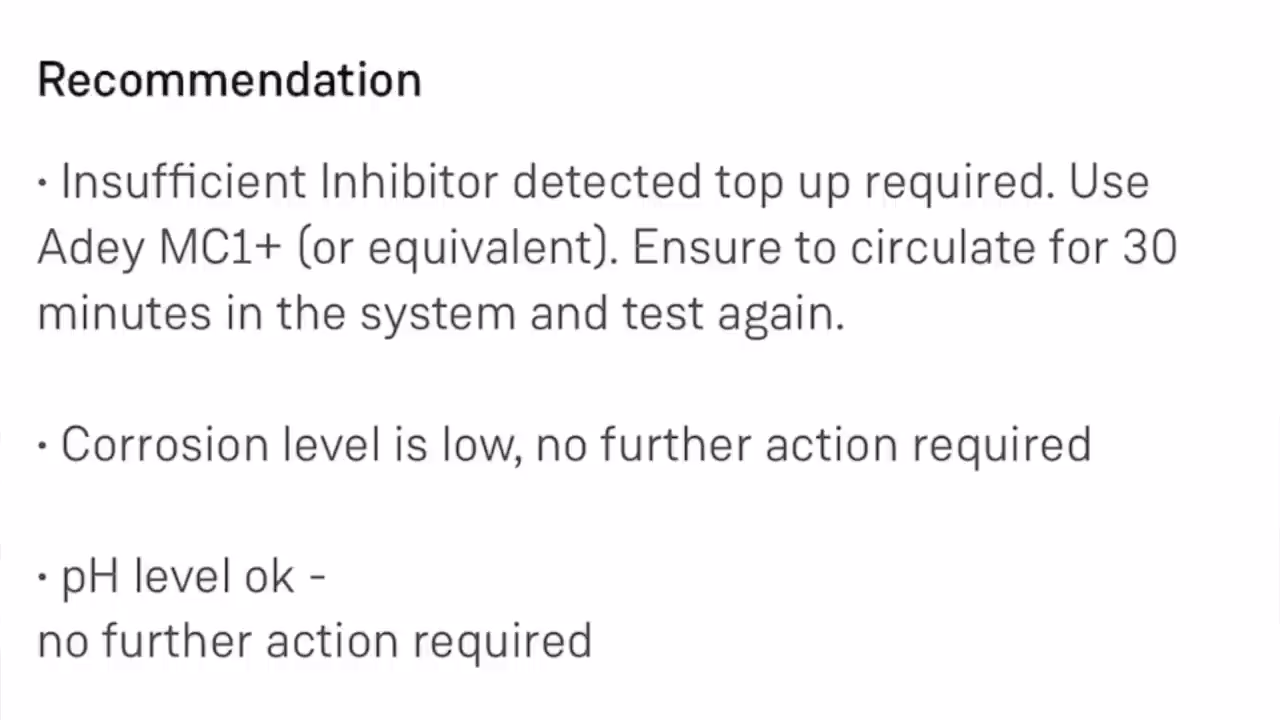 Recommendation
• Insufficient Inhibitor detected top up required. Use
Adey MC1+ (or equivalent). Ensure to circulate for 30
minutes in the system and test again.
• Corrosion level is low, no further action required
• pH level ok -
no further action required